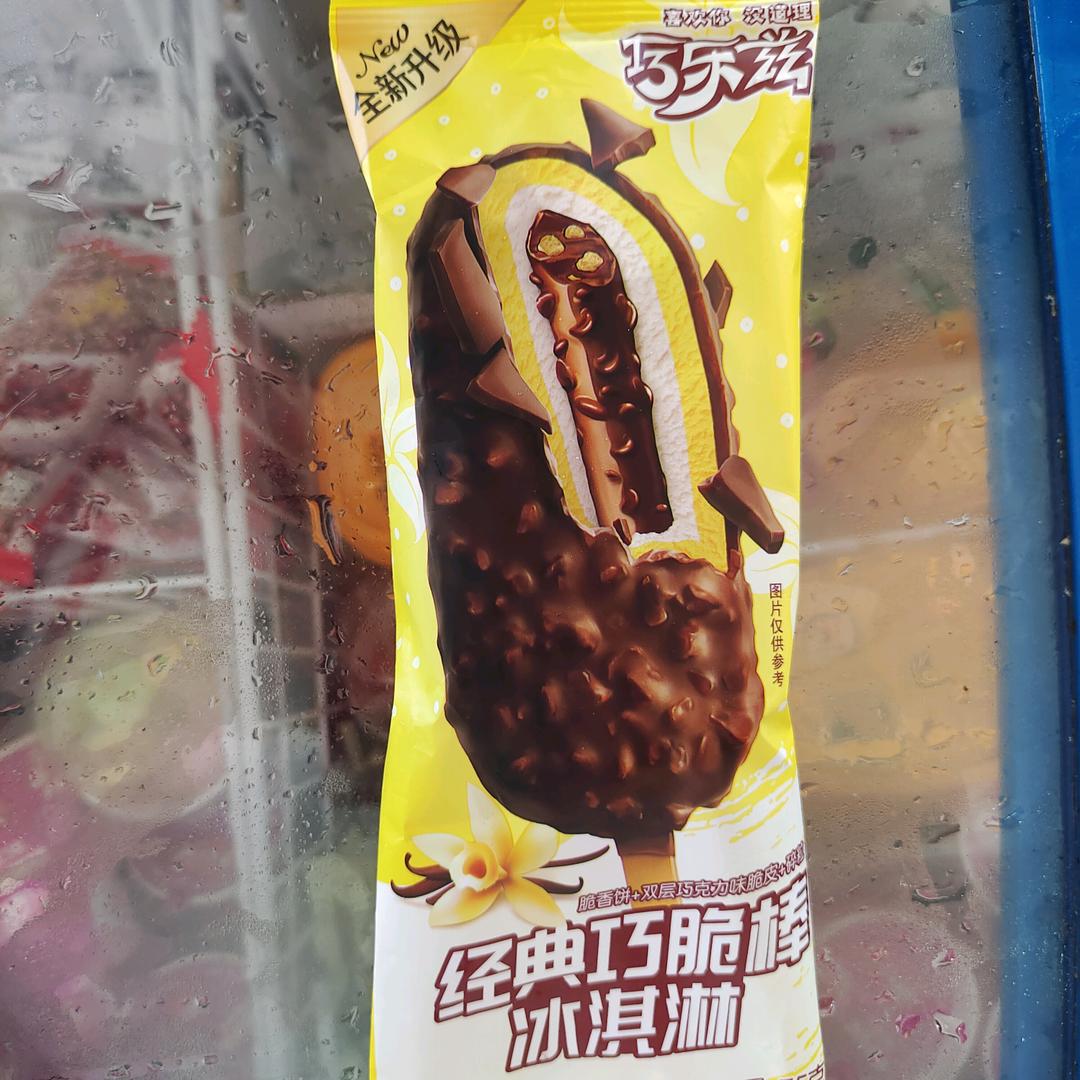 New
全新升级
喜欢你 没道理
巧乐兹
图片仅供参考
脆香饼+双层巧克力味脆皮+碎
经典巧脆棒
冰淇淋